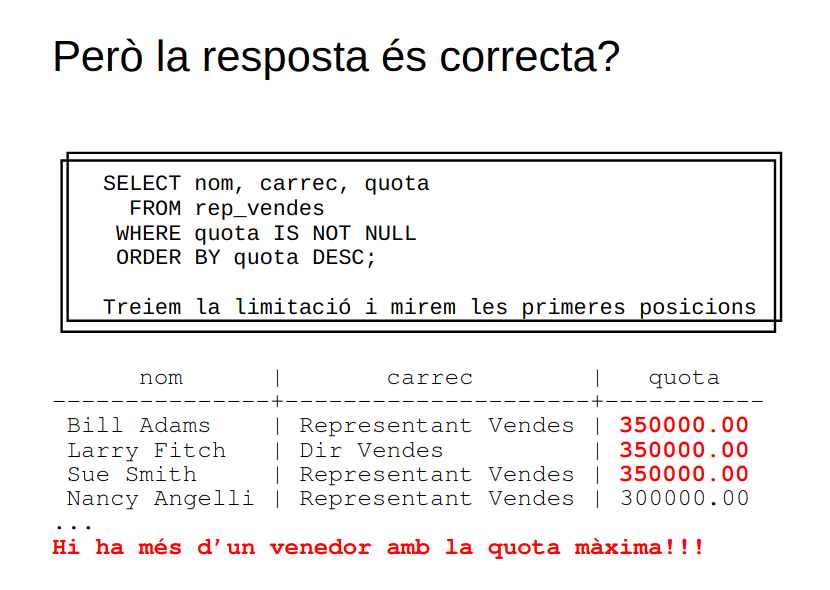 Però la resposta és correcta?
SELECT nom, carrec, quota
FROM rep_vendes
WHERE quota IS NOT NULL
ORDER BY quota DESC;
Treiem la limitació i mirem les primeres posicions
nom | carrec | quota
---------------+----------------------+-----------
Bill Adams | Representant Vendes | 350000.00
Larry Fitch | Dir Vendes | 350000.00
Sue Smith | Representant Vendes | 350000.00
Nancy Angelli | Representant Vendes | 300000.00
...
Hi ha més d’un venedor amb la quota màxima!!!